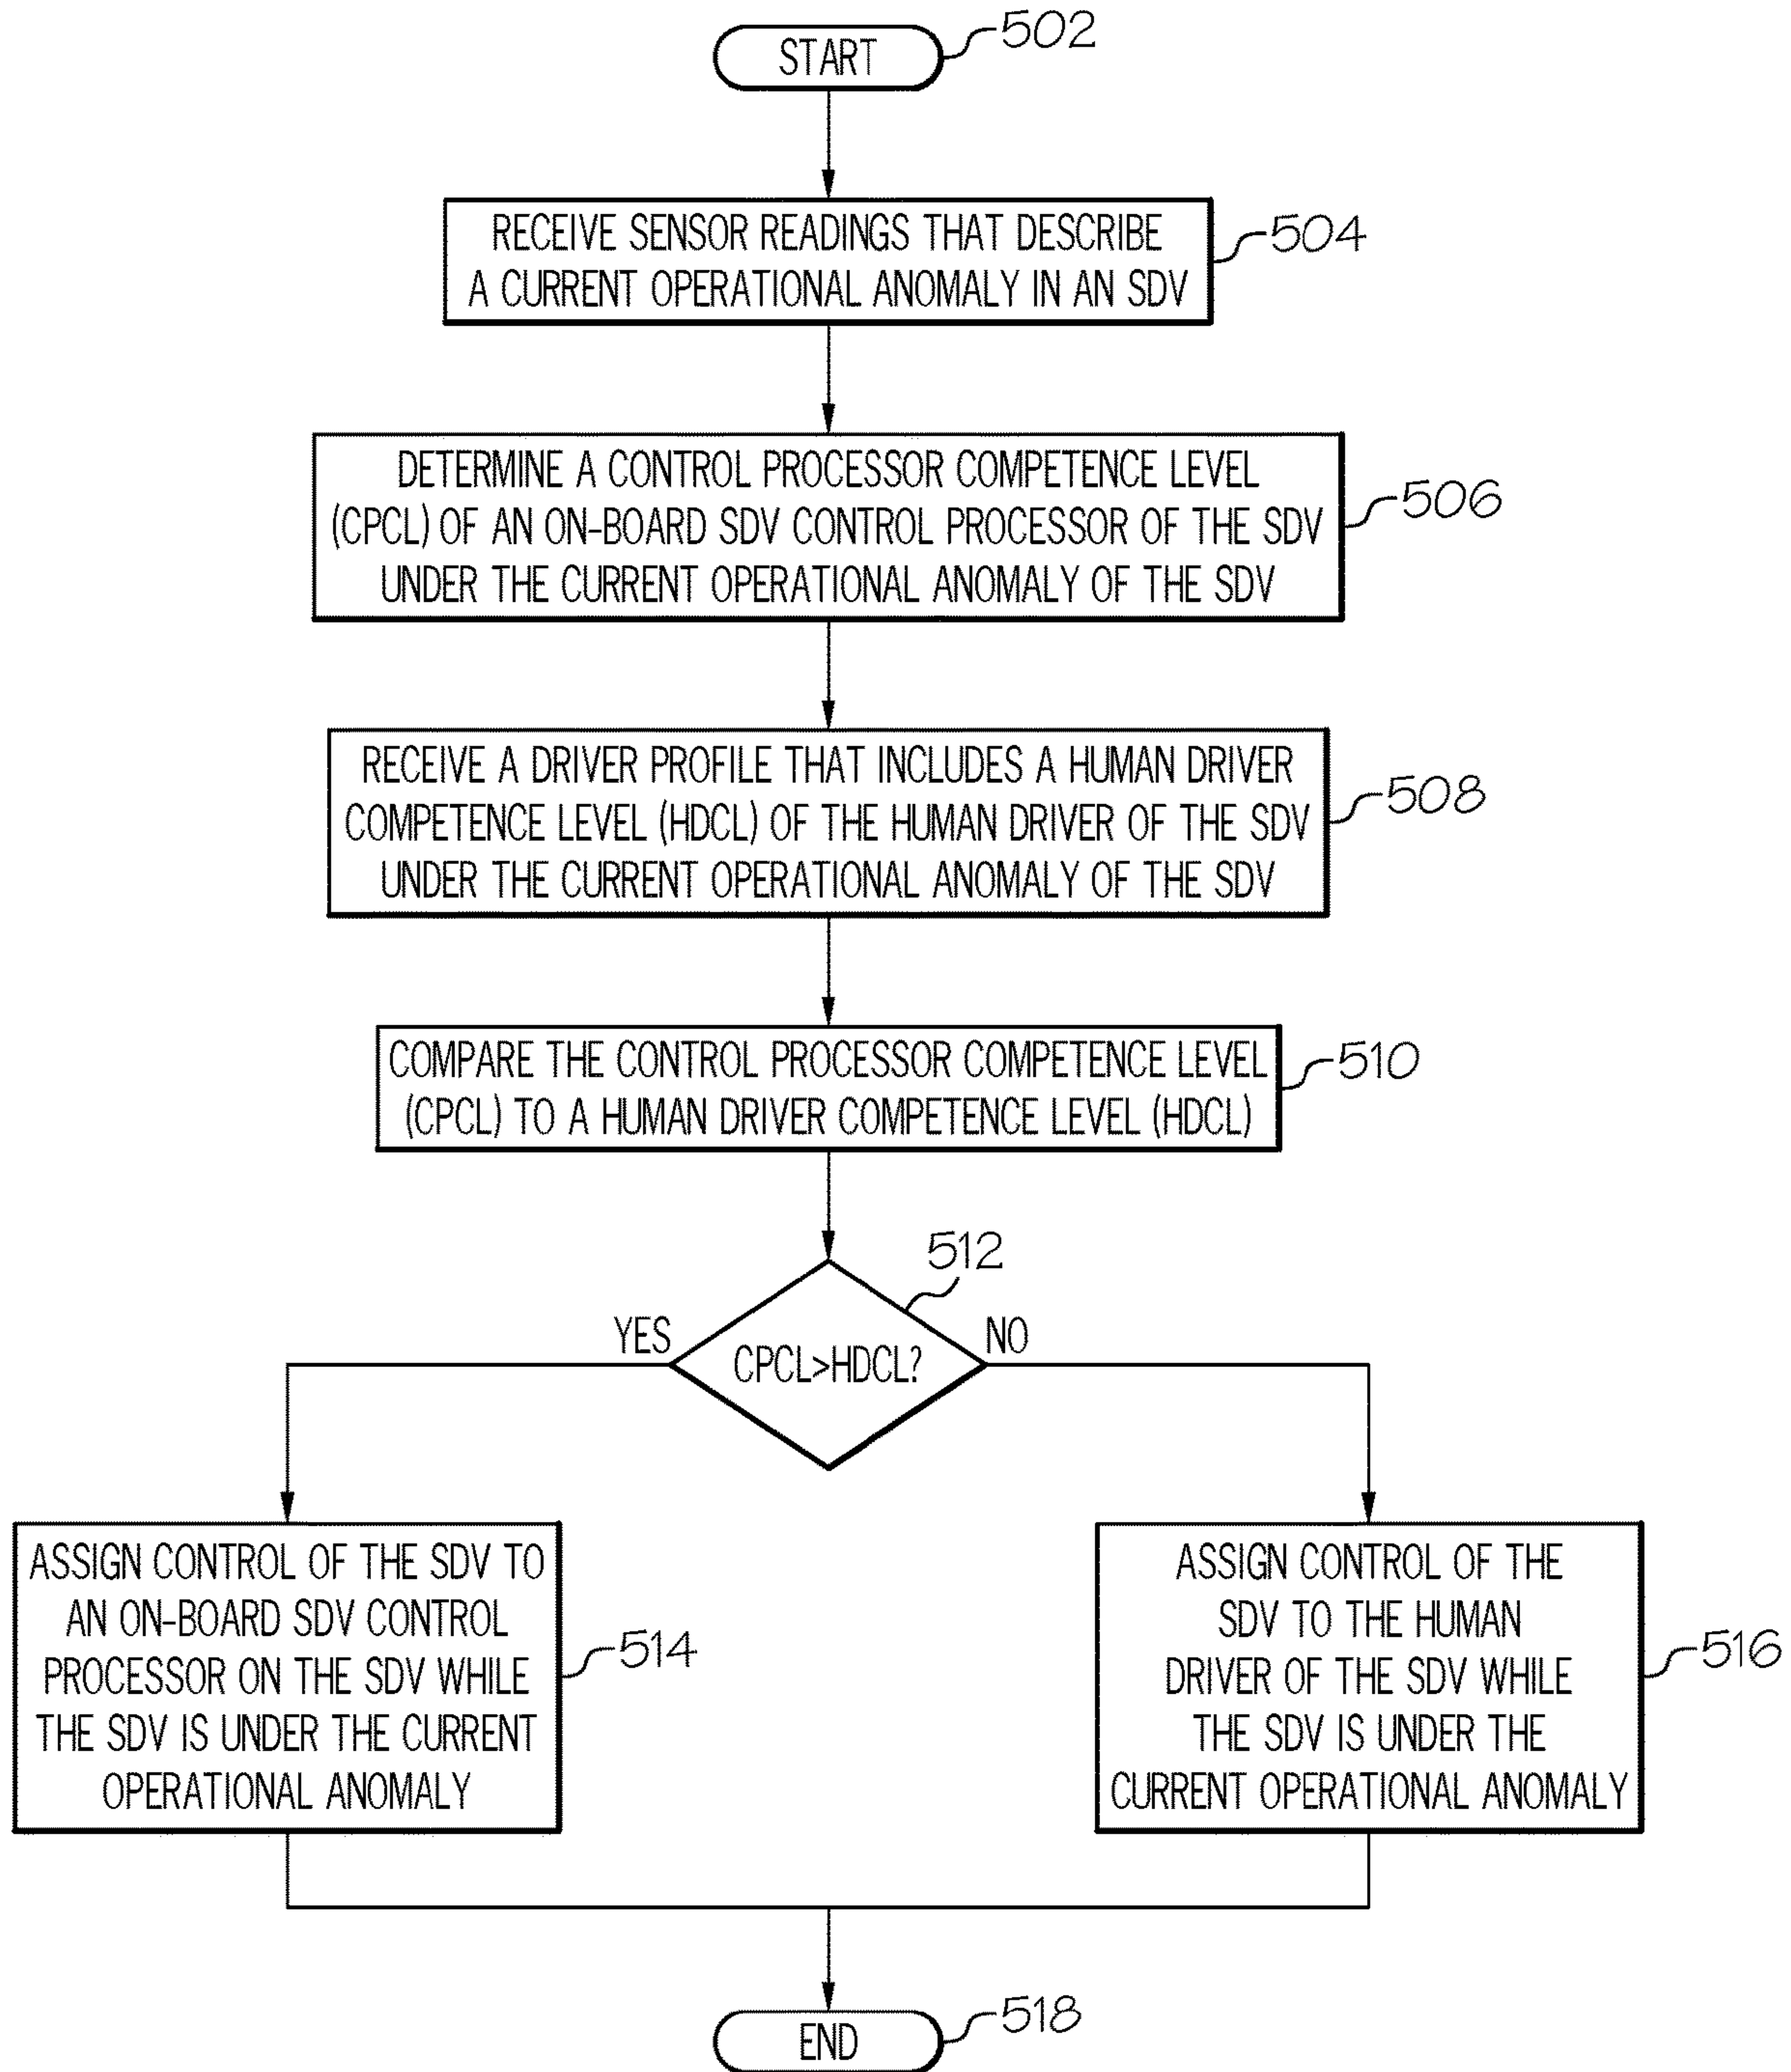 START
502
RECEIVE SENSOR READINGS THAT DESCRIBE
A CURRENT OPERATIONAL ANOMALY IN AN SDV
504
DETERMINE A CONTROL PROCESSOR COMPETENCE LEVEL
(CPCL) OF AN ON-BOARD SDV CONTROL PROCESSOR OF THE SDV
UNDER THE CURRENT OPERATIONAL ANOMALY OF THE SDV
506
RECEIVE A DRIVER PROFILE THAT INCLUDES A HUMAN DRIVER
COMPETENCE LEVEL (HDCL) OF THE HUMAN DRIVER OF THE SDV
UNDER THE CURRENT OPERATIONAL ANOMALY OF THE SDV
508
COMPARE THE CONTROL PROCESSOR COMPETENCE LEVEL
(CPCL) TO A HUMAN DRIVER COMPETENCE LEVEL (HDCL)
510
512
YES
CPCL>HDCL?
NO
ASSIGN CONTROL OF THE SDV TO
AN ON-BOARD SDV CONTROL
PROCESSOR ON THE SDV WHILE
THE SDV IS UNDER THE CURRENT
OPERATIONAL ANOMALY
514
ASSIGN CONTROL OF THE
SDV TO THE HUMAN
DRIVER OF THE SDV WHILE
THE SDV IS UNDER THE
CURRENT OPERATIONAL ANOMALY
516
END
518